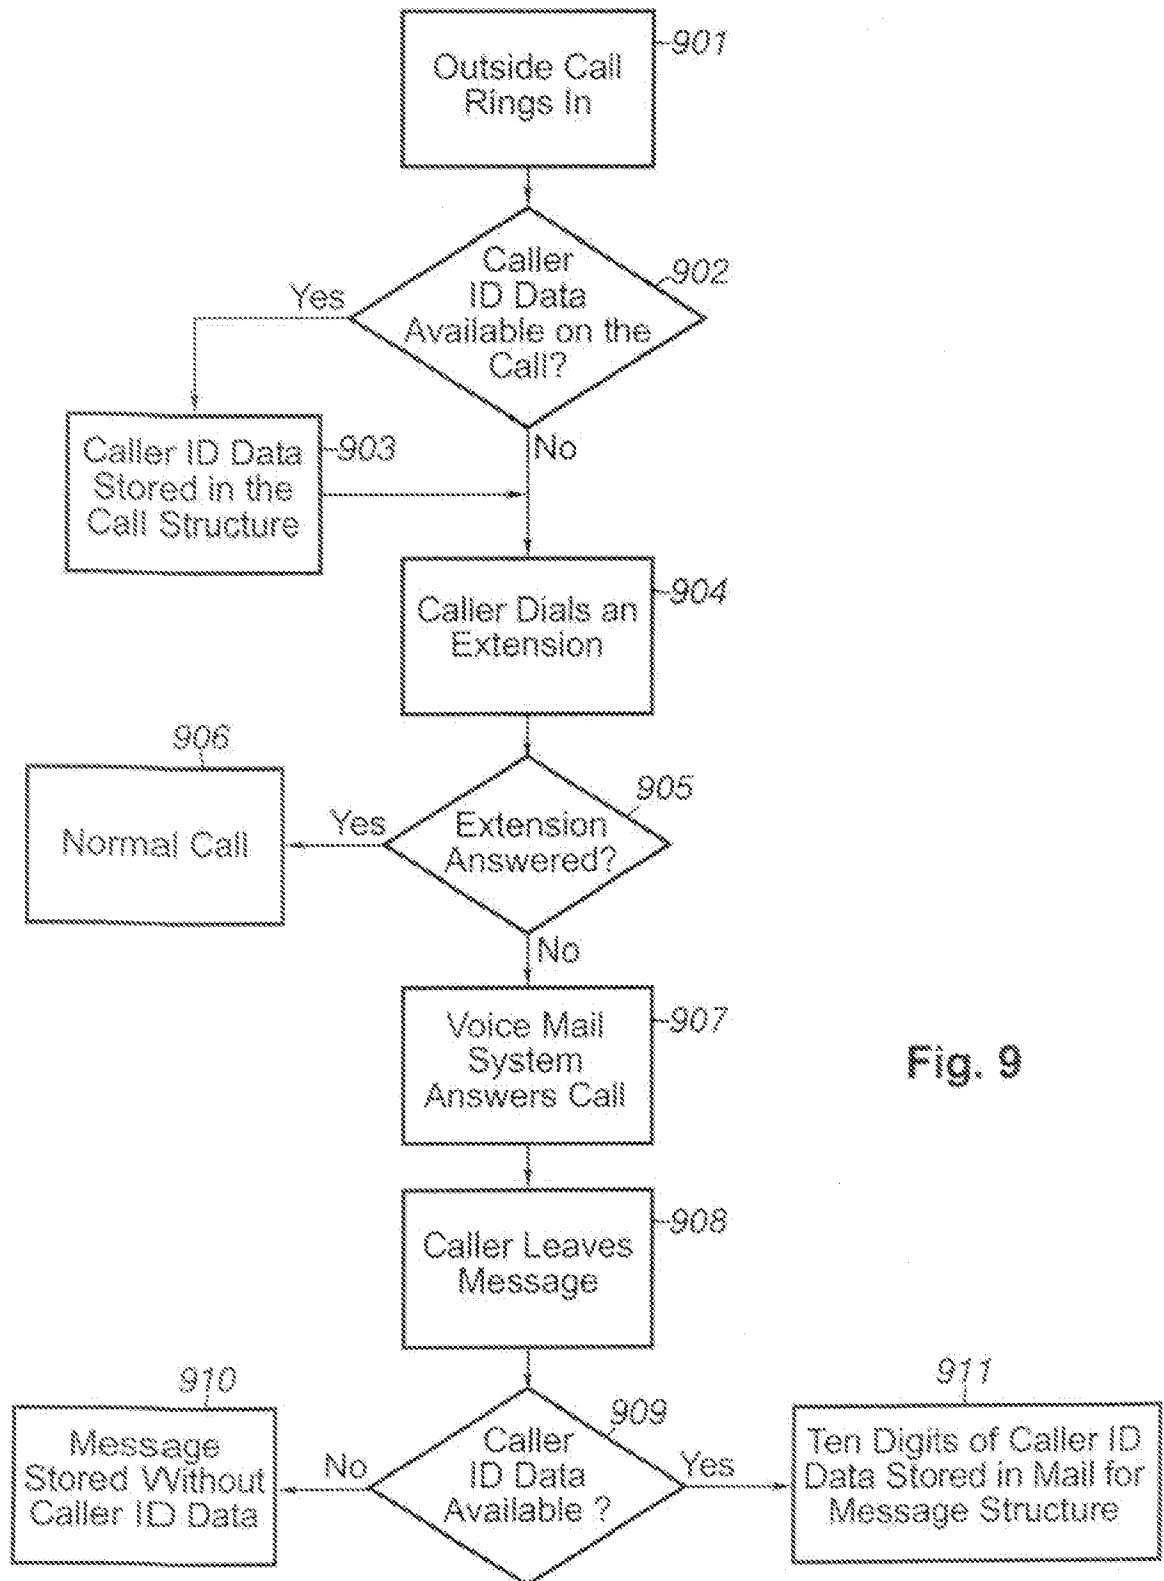 901
Outside Call
Rings In
Caller
ID Data
Available on the
Call?
902
Yes
No
Caller ID Data
Stored in the
Call Structure
903
Caller Dials an
Extension
904
906
Normal Call
Yes
Extension
Answered?
905
No
Voice Mail
System
Answers Call
907
Fig. 9
Caller Leaves
Message
908
910
Message
Stored Without
Caller ID Data
No
Caller
ID Data
Available ?
909
Yes
911
Ten Digits of Caller ID
Data Stored in Mail for
Message Structure